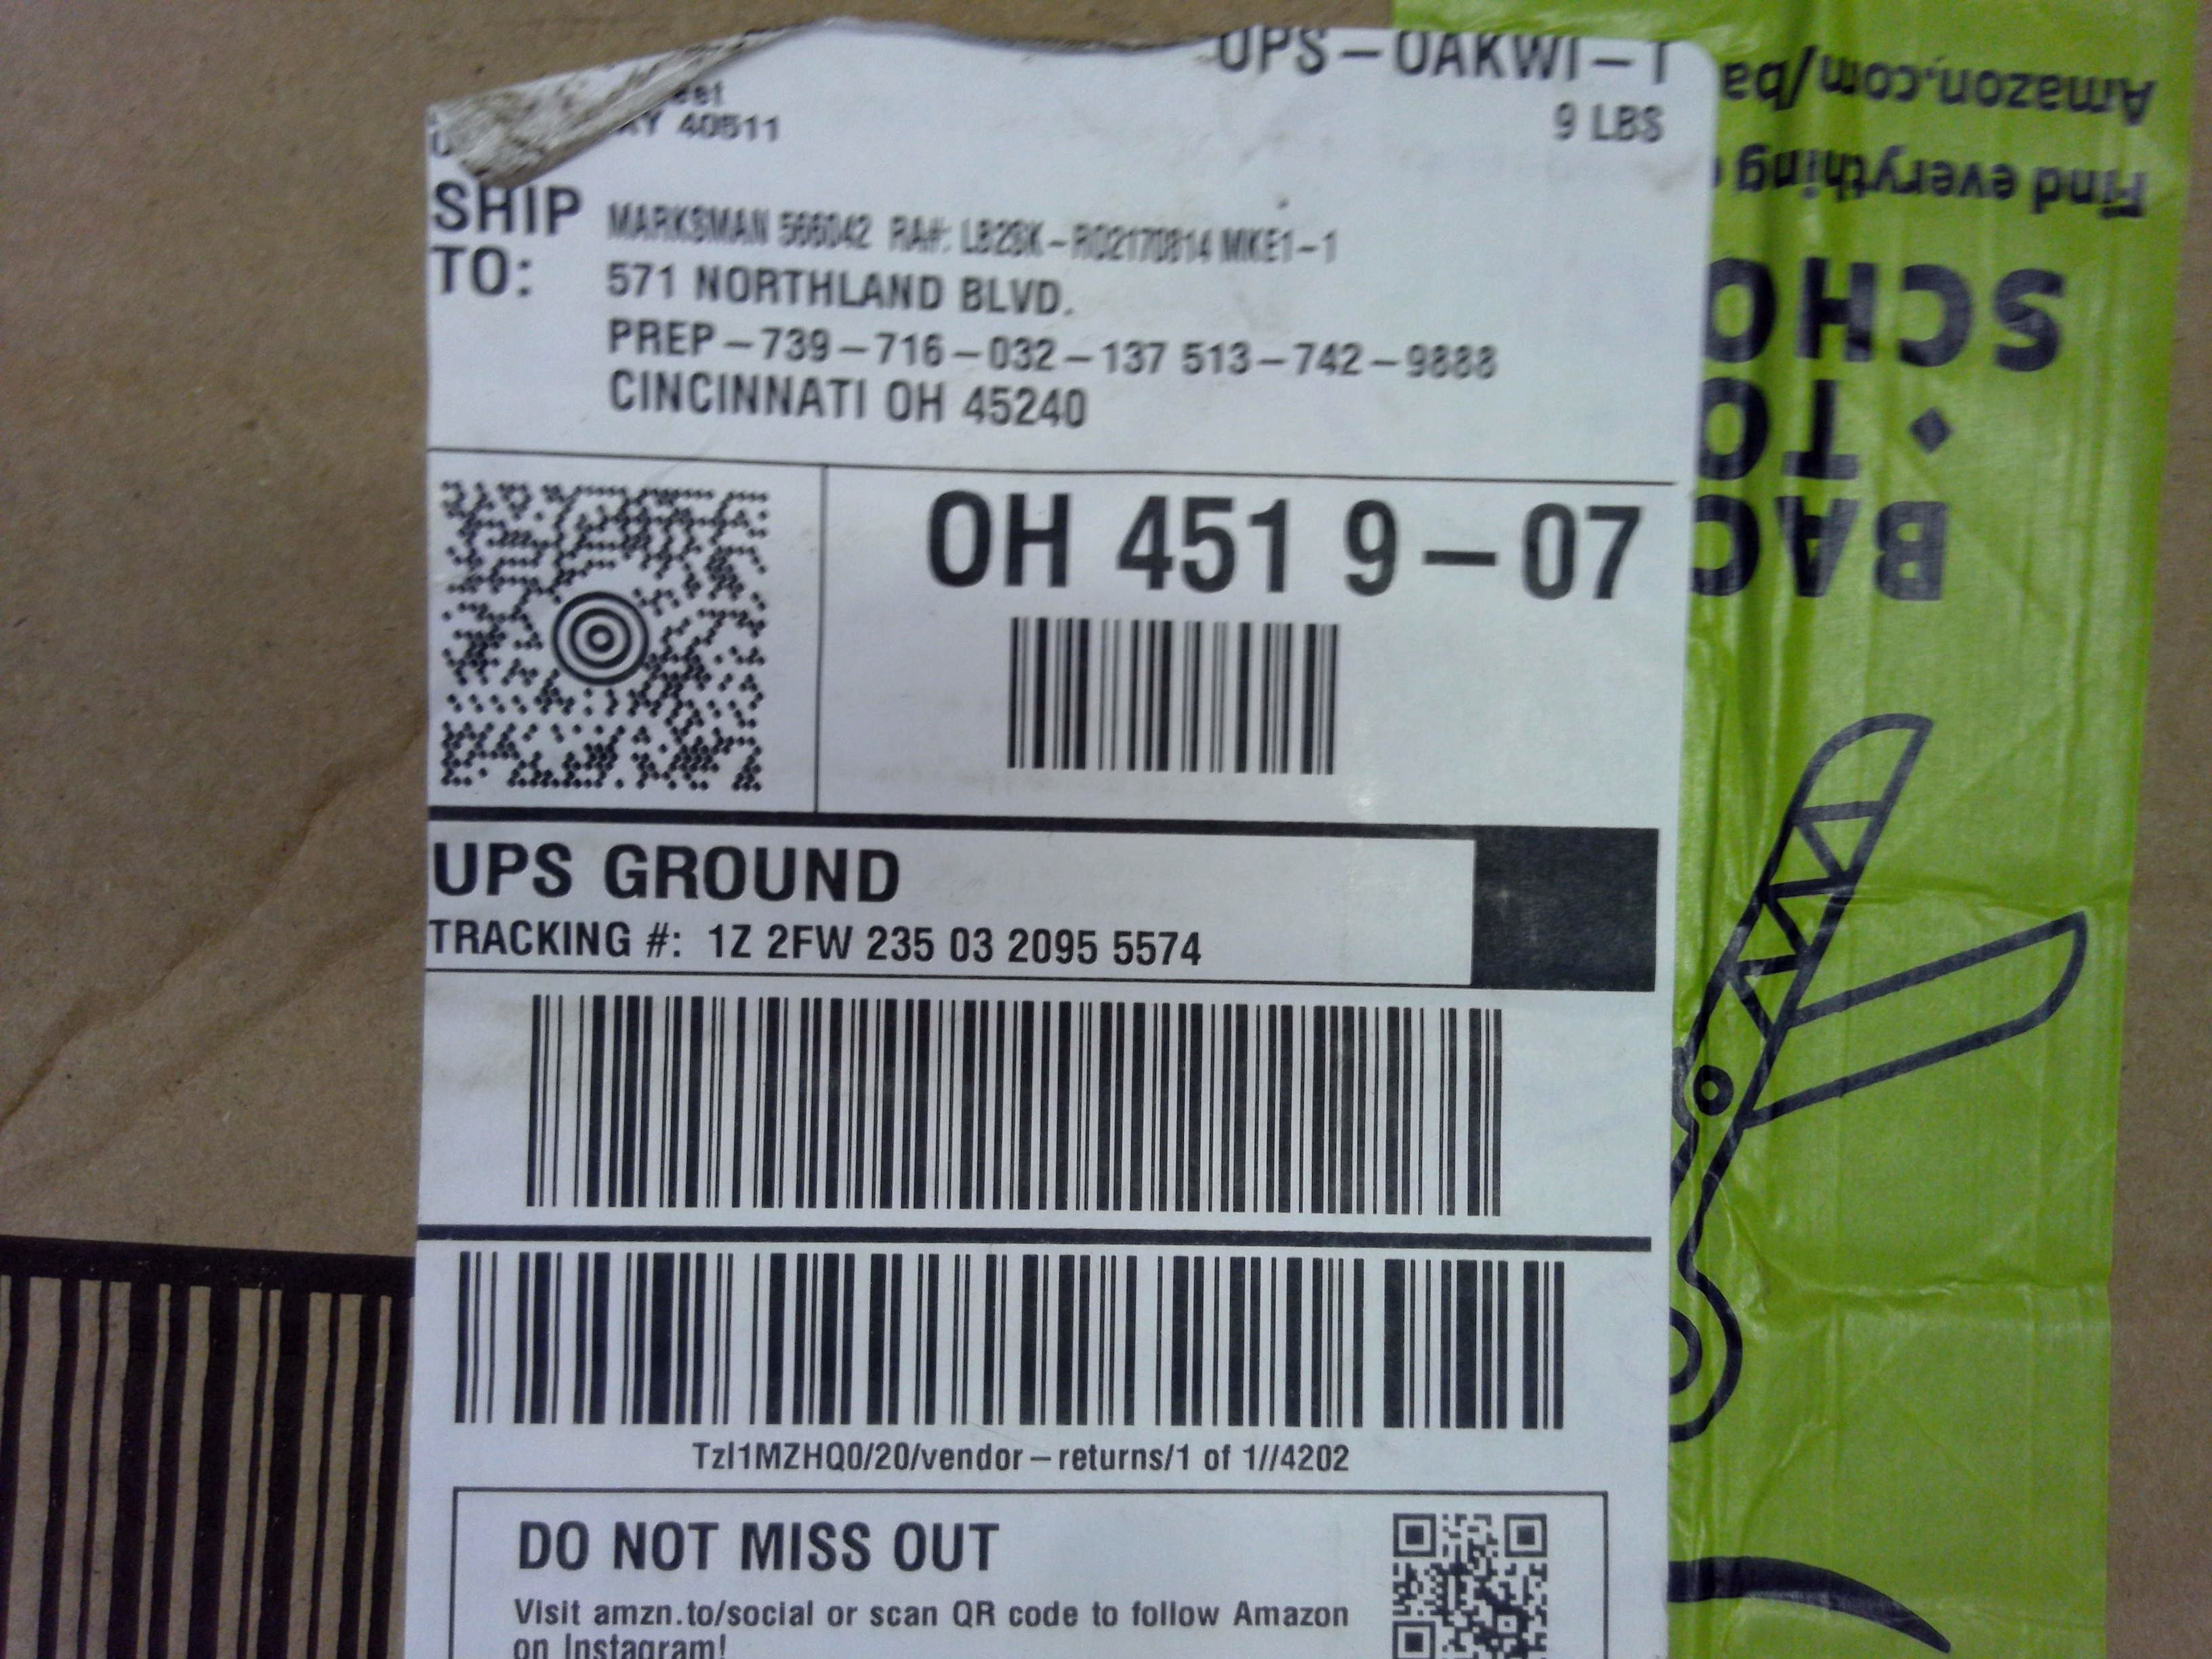 UPS-OAKWI-1
9 LBS
KY 40511
SHIP TO:
MARKSMAN 566042 RA#: LB2SK-R02170814 MKE1-1
571 NORTHLAND BLVD.
PREP-739-716-032-137 513-742-9888
CINCINNATI OH 45240
OH 451 9-07
UPS GROUND
TRACKING #: 1Z 2FW 235 03 2095 5574
TzI1MZHQ0/20/vendor-returns/1 of 1//4202
DO NOT MISS OUT
Visit amzn.to/social or scan QR code to follow Amazon
on Instagram!
BAC
TO
SCHO
Find everything
Amazon.com/ba